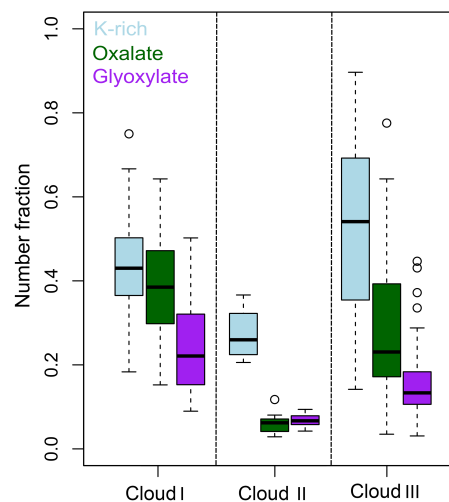 K-rich
Oxalate
Glyoxylate
Number fraction
1.0
0.8
0.6
0.4
0.2
0.0
Cloud I
Cloud II
Cloud III